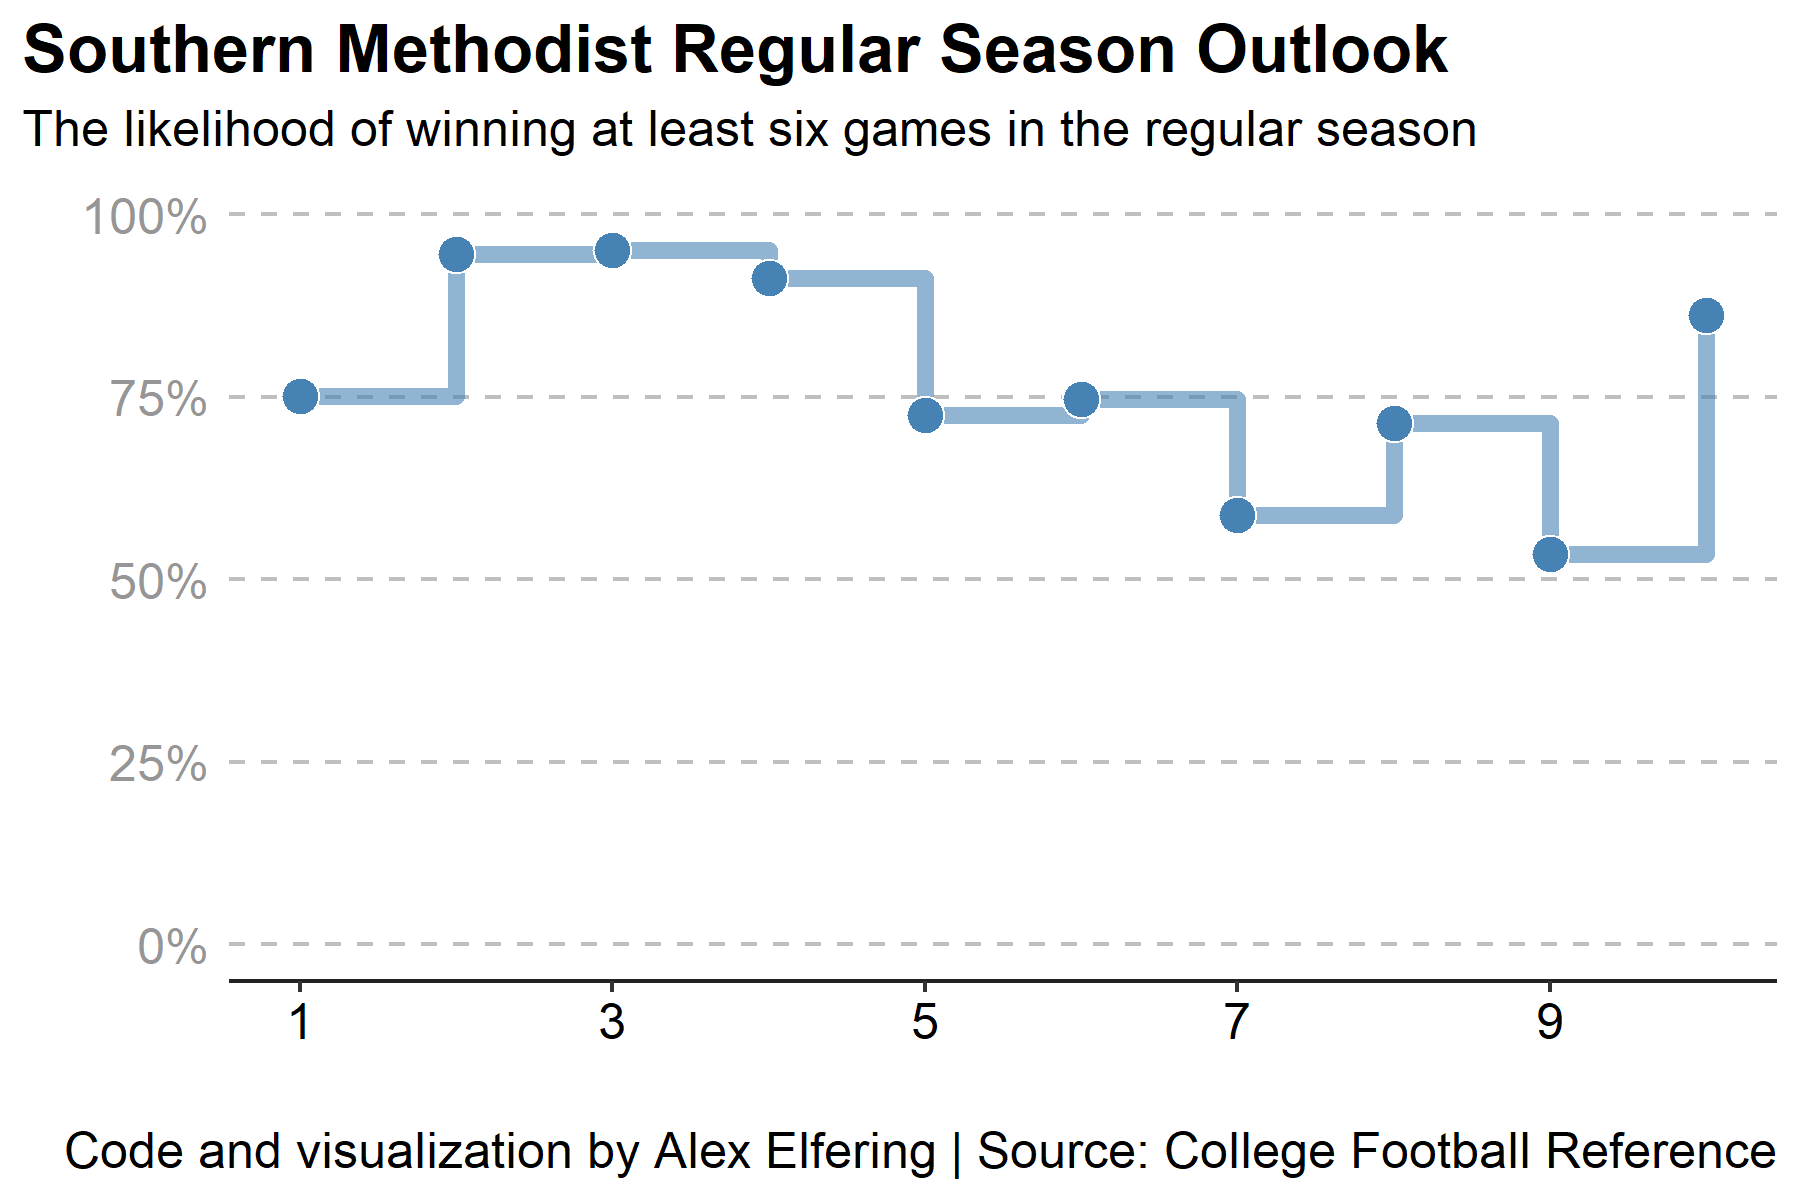 Southern Methodist Regular Season Outlook
The likelihood of winning at least six games in the regular season
100%
75%
50%
25%
0%
1 3 5 7 9
Code and visualization by Alex Elfering | Source: College Football Reference